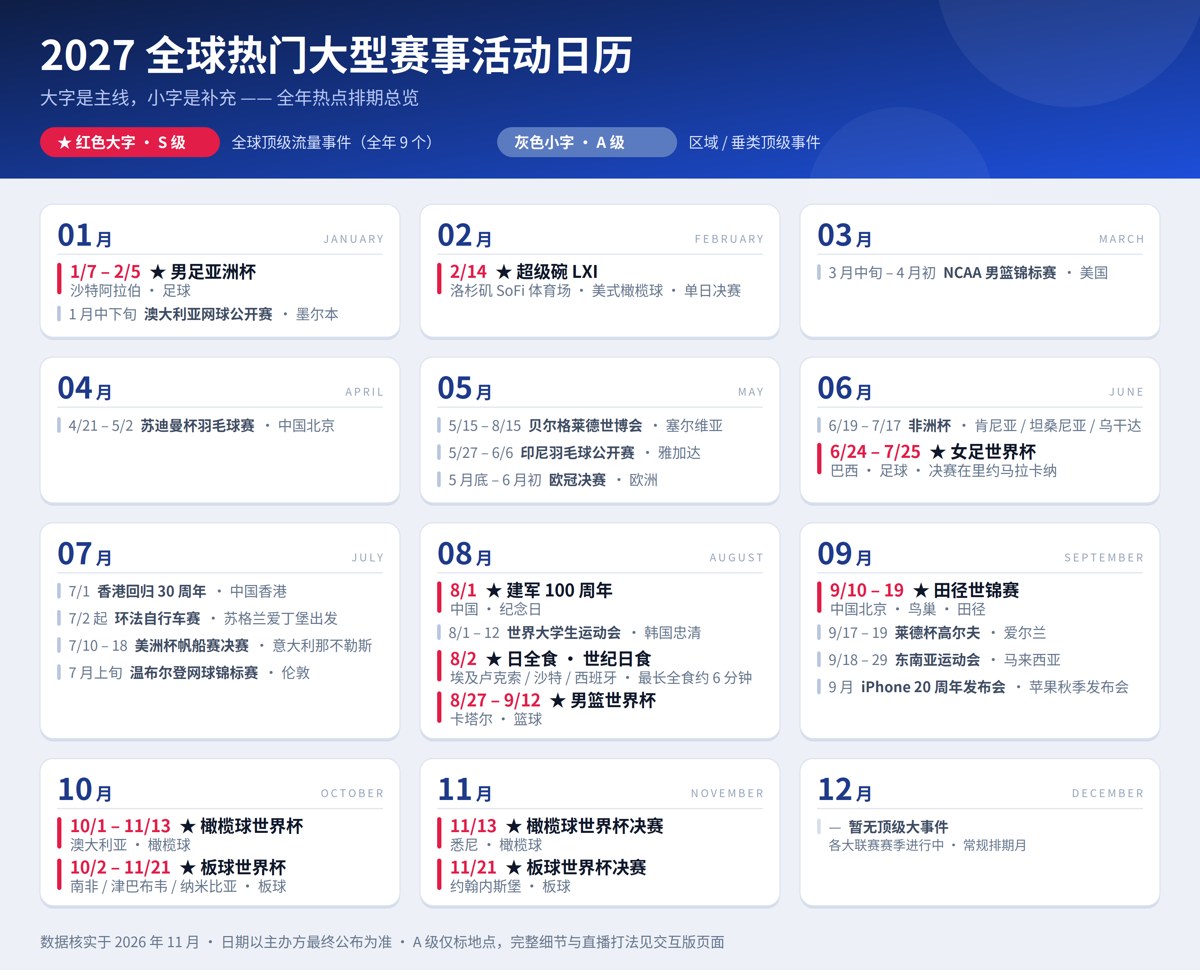 2027 全球热门大型赛事活动日历
大字是主线，小字是补充 —— 全年热点排期总览
★ 红色大字 · S 级 全球顶级流量事件（全年 9 个） 灰色小字 · A 级 区域 / 垂类顶级事件
01 月 JANUARY
1/7 – 2/5 ★ 男足亚洲杯
沙特阿拉伯 · 足球
1 月中下旬 澳大利亚网球公开赛 · 墨尔本
02 月 FEBRUARY
2/14 ★ 超级碗 LXI
洛杉矶 SoFi 体育场 · 美式橄榄球 · 单日决赛
03 月 MARCH
3 月中旬 – 4 月初 NCAA 男篮锦标赛 · 美国
04 月 APRIL
4/21 – 5/2 苏迪曼杯羽毛球赛 · 中国北京
05 月 MAY
5/15 – 8/15 贝尔格莱德世博会 · 塞尔维亚
5/27 – 6/6 印尼羽毛球公开赛 · 雅加达
5 月底 – 6 月初 欧冠决赛 · 欧洲
06 月 JUNE
6/19 – 7/17 非洲杯 · 肯尼亚 / 坦桑尼亚 / 乌干达
6/24 – 7/25 ★ 女足世界杯
巴西 · 足球 · 决赛在里约马拉卡纳
07 月 JULY
7/1 香港回归 30 周年 · 中国香港
7/2 起 环法自行车赛 · 苏格兰爱丁堡出发
7/10 – 18 美洲杯帆船赛决赛 · 意大利那不勒斯
7 月上旬 温布尔登网球锦标赛 · 伦敦
08 月 AUGUST
8/1 ★ 建军 100 周年
中国 · 纪念日
8/1 – 12 世界大学生运动会 · 韩国忠清
8/2 ★ 日全食 · 世纪日食
埃及卢克索 / 沙特 / 西班牙 · 最长全食约 6 分钟
8/27 – 9/12 ★ 男篮世界杯
卡塔尔 · 篮球
09 月 SEPTEMBER
9/10 – 19 ★ 田径世锦赛
中国北京 · 鸟巢 · 田径
9/17 – 19 莱德杯高尔夫 · 爱尔兰
9/18 – 29 东南亚运动会 · 马来西亚
9 月 iPhone 20 周年发布会 · 苹果秋季发布会
10 月 OCTOBER
10/1 – 11/13 ★ 橄榄球世界杯
澳大利亚 · 橄榄球
10/2 – 11/21 ★ 板球世界杯
南非 / 津巴布韦 / 纳米比亚 · 板球
11 月 NOVEMBER
11/13 ★ 橄榄球世界杯决赛
悉尼 · 橄榄球
11/21 ★ 板球世界杯决赛
约翰内斯堡 · 板球
12 月 DECEMBER
— 暂无顶级大事件
各大联赛赛季进行中 · 常规排期月
数据核实于 2026 年 11 月 · 日期以主办方最终公布为准 · A 级仅标地点，完整细节与直播打法见交互版页面